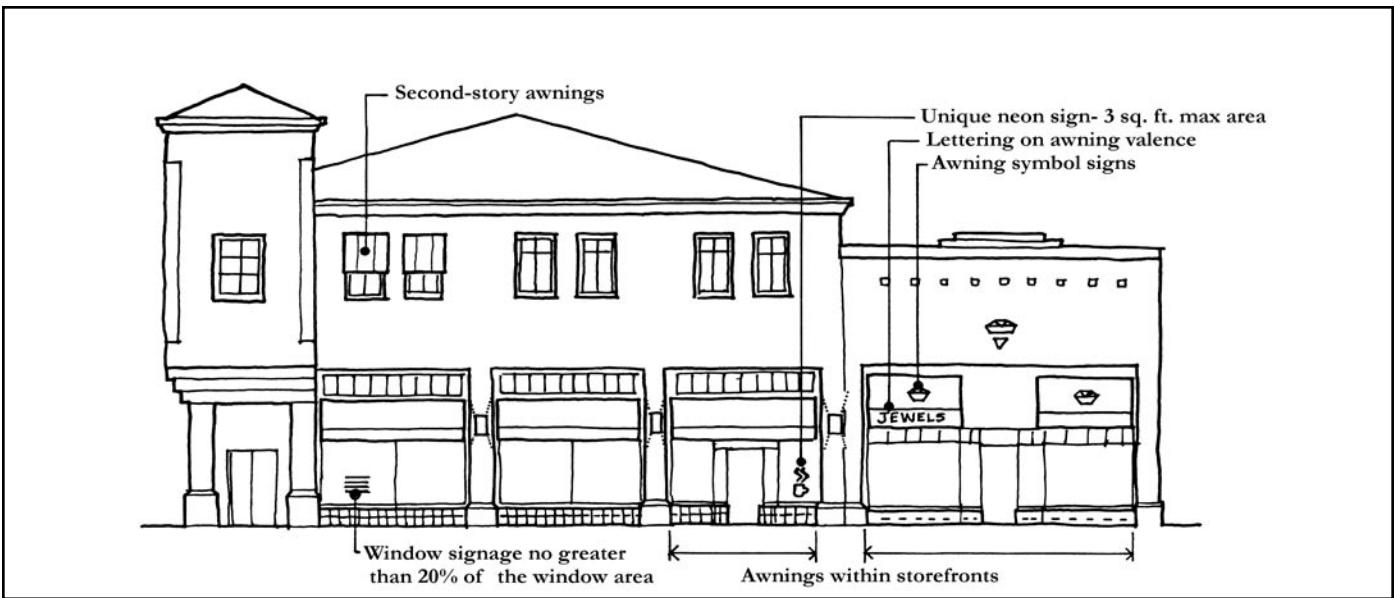 Second-story awnings
Unique neon sign- 3 sq. ft. max area
Lettering on awning valence
Awning symbol signs
JEWELS
Window signage no greater
than 20% of the window area
Awnings within storefronts